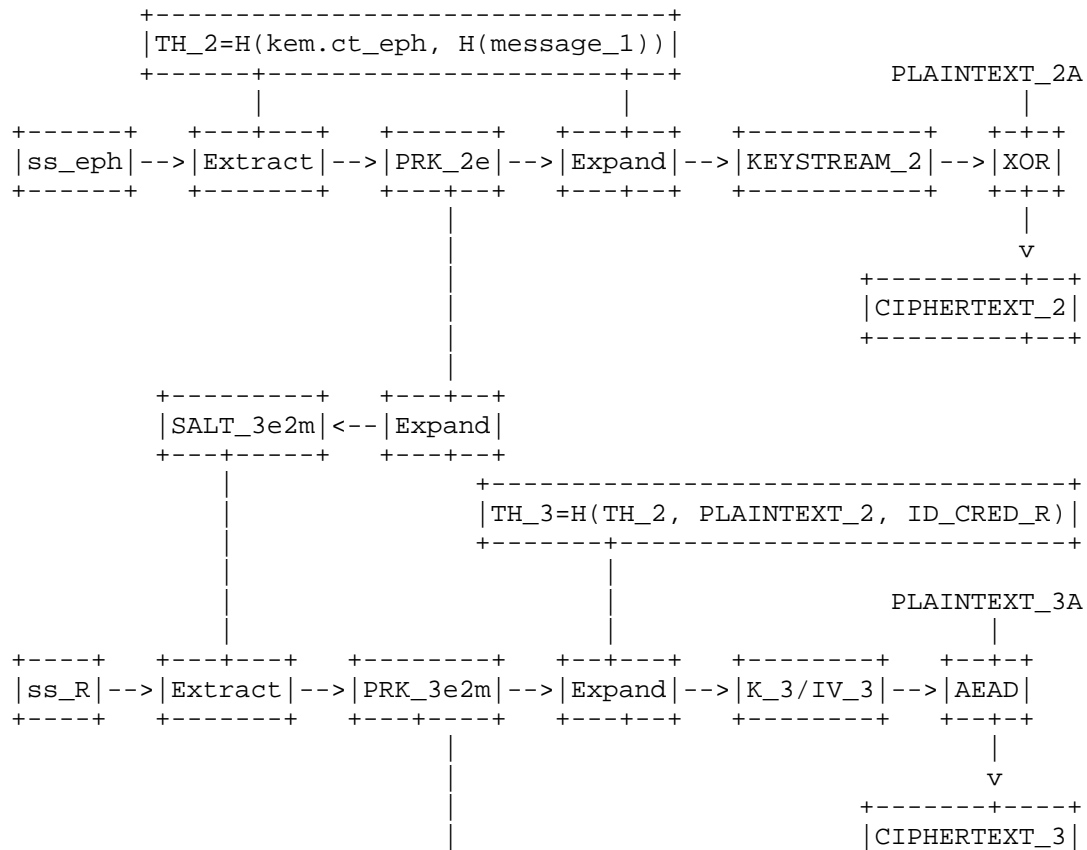 +---------------------------------+
          |TH_2=H(kem.ct_eph, H(message_1))|
          +------+---------------------+--+            PLAINTEXT_2A
                 |                     |                     |
+------+   +---+---+   +------+   +---+--+   +-----------+   +-+-+
|ss_eph|-->|Extract|-->|PRK_2e|-->|Expand|-->|KEYSTREAM_2|-->|XOR|
+------+   +-------+   +---+--+   +---+--+   +-----------+   +-+-+
                           |                                   |
                           |                                   v
                           |                         +---------+--+
                           |                         |CIPHERTEXT_2|
                           |                         +---------+--+
                           |
         +---------+   +---+--+
         |SALT_3e2m|<--|Expand|
         +---+-----+   +---+--+
             |               +-----------------------------------+
             |               |TH_3=H(TH_2, PLAINTEXT_2, ID_CRED_R)|
             |               +-------+----------------------------+
             |                       |
             |                       |                 PLAINTEXT_3A
             |                       |                       |
+----+   +---+---+   +--------+   +--+---+   +--------+   +--+-+
|ss_R|-->|Extract|-->|PRK_3e2m|-->|Expand|-->|K_3/IV_3|-->|AEAD|
+----+   +-------+   +---+----+   +---+--+   +--------+   +--+-+
                           |                                 |
                           |                                 v
                           |                         +-------+----+
                           |                         |CIPHERTEXT_3|